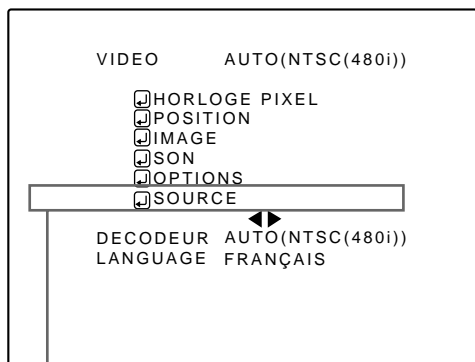 VIDEO AUTO(NTSC(480i))
HORLOGE PIXEL
POSITION
IMAGE
SON
OPTIONS
SOURCE
DECODEUR AUTO(NTSC(480i))
LANGUAGE FRANÇAIS